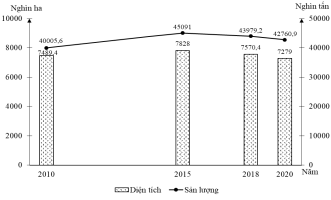 Nghìn ha Nghìn tấn
10000 40005,6 45091 43979,2 42760,9 50000
8000 7489,4 7828 7570,4 7279 40000
6000 30000
4000 20000
2000 10000
0 0
2010 2015 2018 2020 Năm
Diện tích Sản lượng